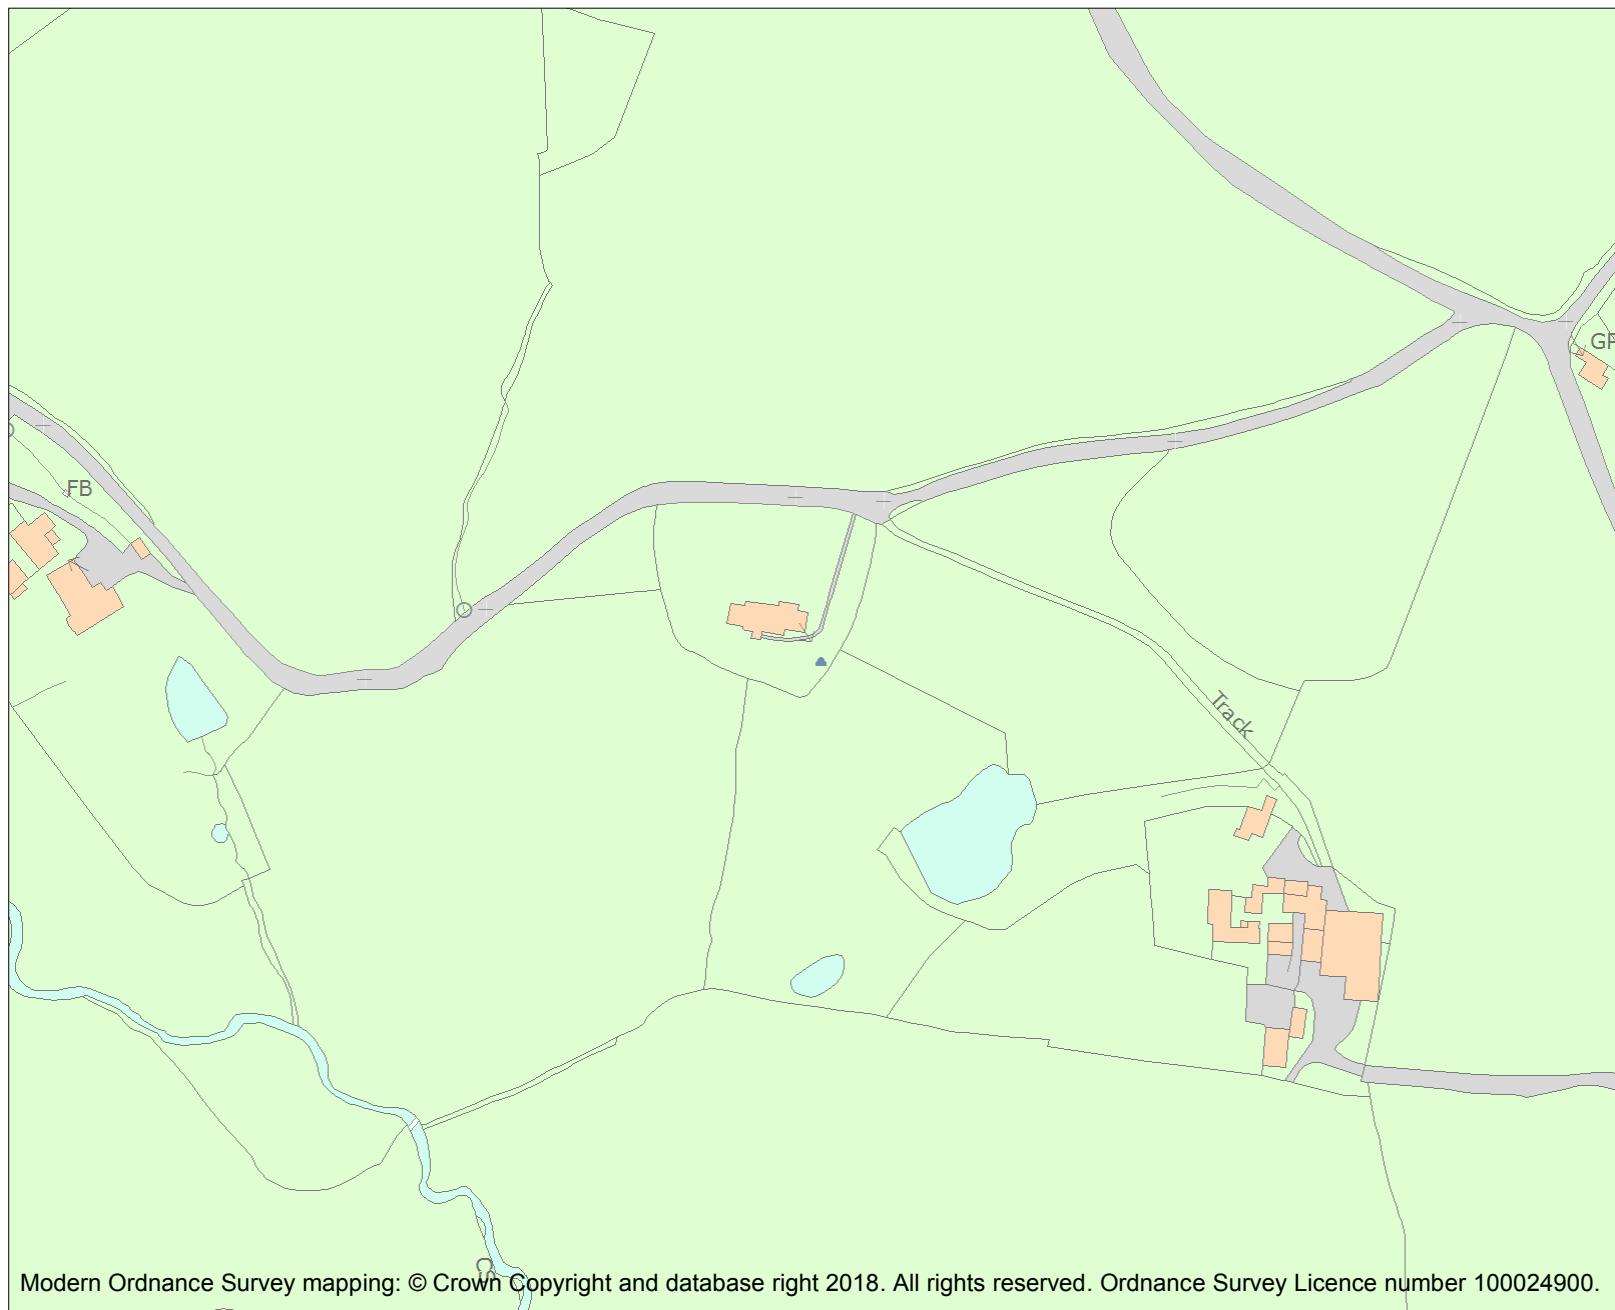 GP
FB
Track
CS
Modern Ordnance Survey mapping: © Crown Copyright and database right 2018. All rights reserved. Ordnance Survey Licence number 100024900.